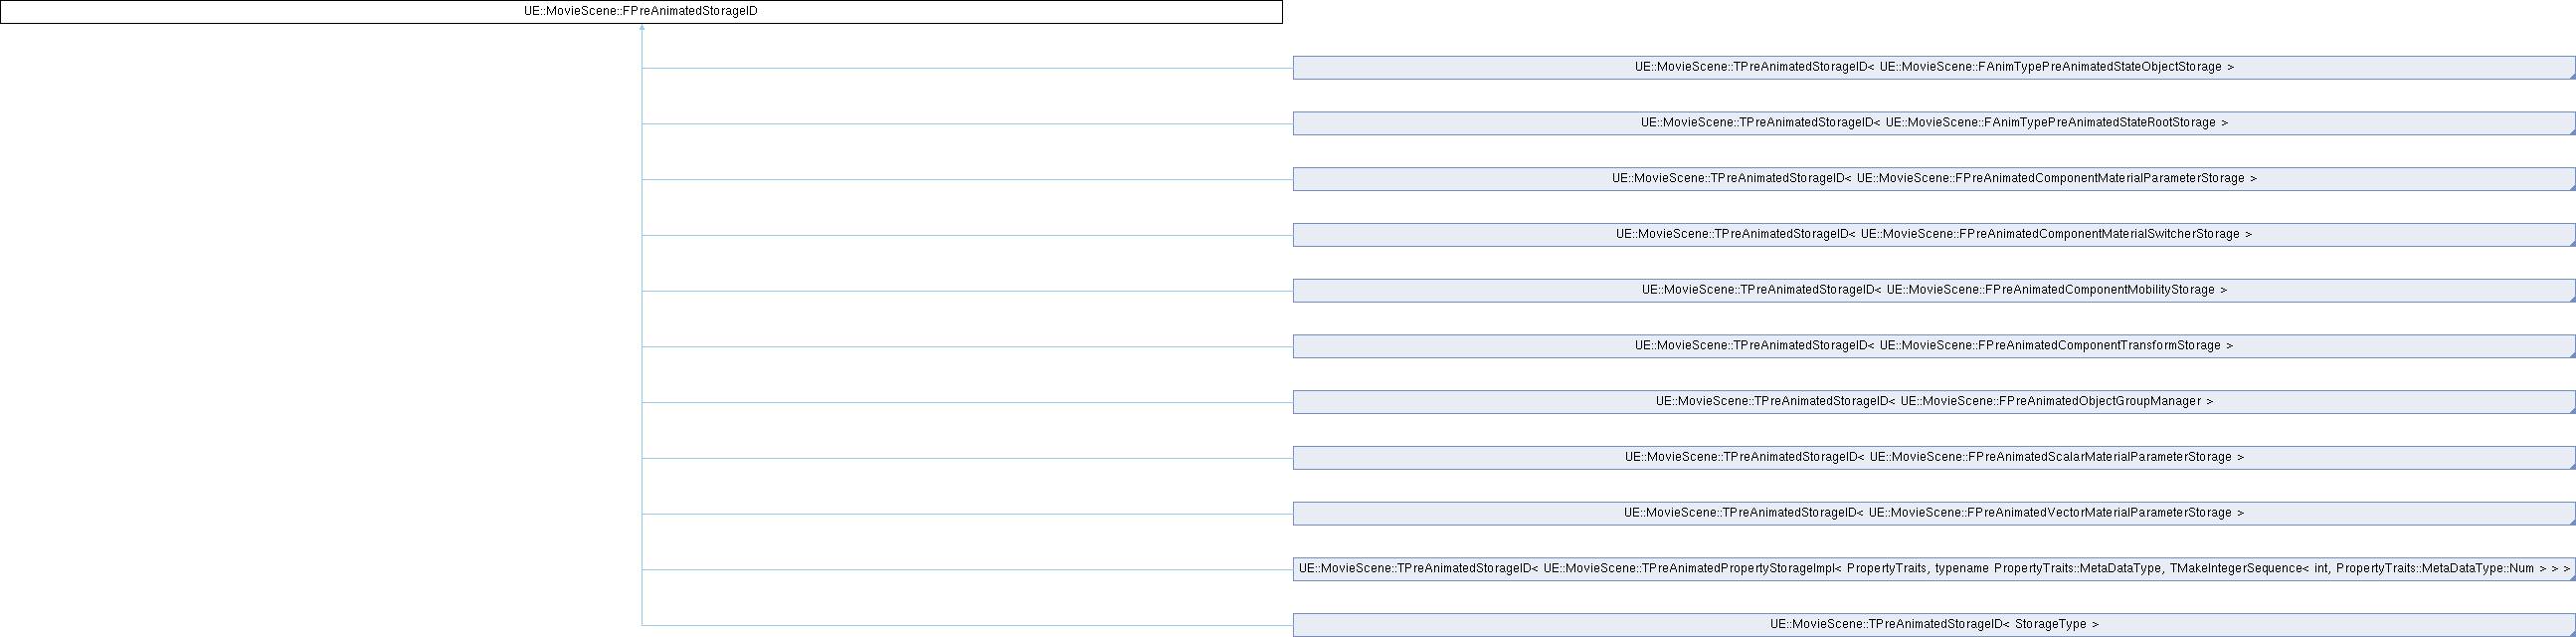 UE::MovieScene::FPreAnimatedStorageID
UE::MovieScene::TPreAnimatedStorageID< UE::MovieScene::FAnimTypePreAnimatedStateObjectStorage >
UE::MovieScene::TPreAnimatedStorageID< UE::MovieScene::FAnimTypePreAnimatedStateRootStorage >
UE::MovieScene::TPreAnimatedStorageID< UE::MovieScene::FPreAnimatedComponentMaterialParameterStorage >
UE::MovieScene::TPreAnimatedStorageID< UE::MovieScene::FPreAnimatedComponentMaterialSwitcherStorage >
UE::MovieScene::TPreAnimatedStorageID< UE::MovieScene::FPreAnimatedComponentMobilityStorage >
UE::MovieScene::TPreAnimatedStorageID< UE::MovieScene::FPreAnimatedComponentTransformStorage >
UE::MovieScene::TPreAnimatedStorageID< UE::MovieScene::FPreAnimatedObjectGroupManager >
UE::MovieScene::TPreAnimatedStorageID< UE::MovieScene::FPreAnimatedScalarMaterialParameterStorage >
UE::MovieScene::TPreAnimatedStorageID< UE::MovieScene::FPreAnimatedVectorMaterialParameterStorage >
UE::MovieScene::TPreAnimatedStorageID< UE::MovieScene::TPreAnimatedPropertyStorageImpl< PropertyTraits, typename PropertyTraits::MetaDataType, TMakeIntegerSequence< int, PropertyTraits::MetaDataType::Num > > >
UE::MovieScene::TPreAnimatedStorageID< StorageType >